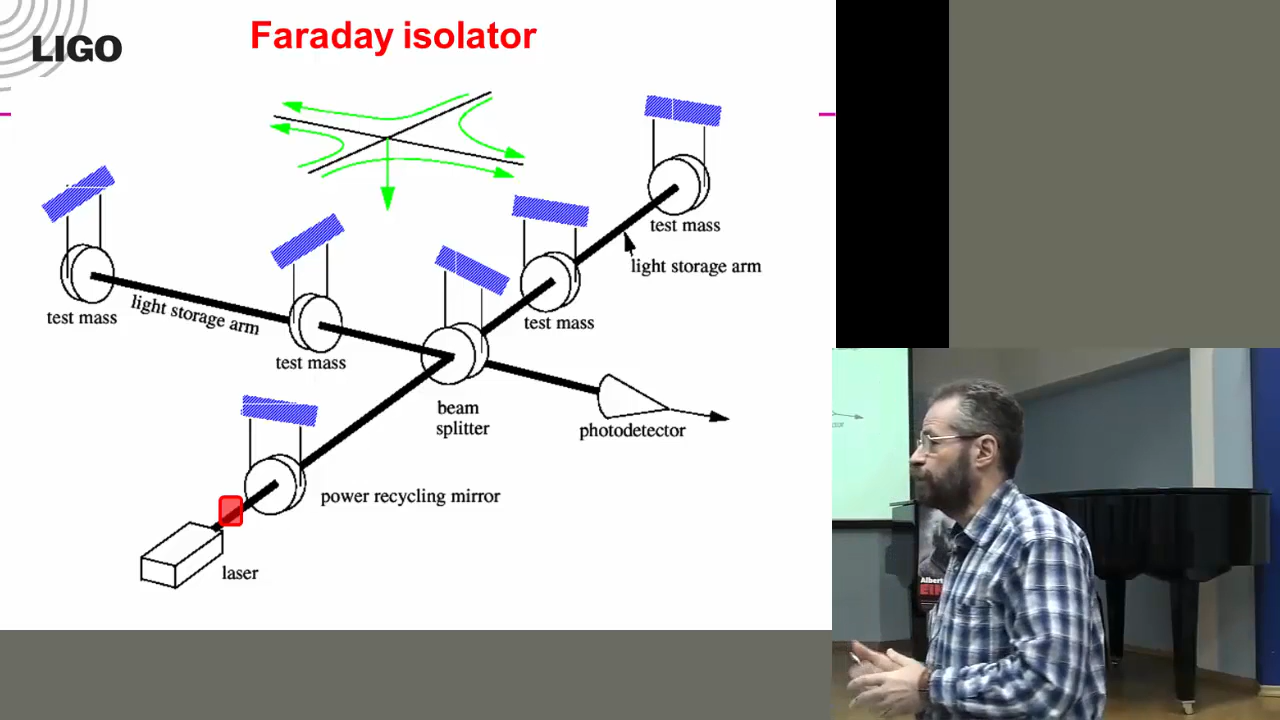 LIGO
Faraday isolator
test mass
light storage arm
test mass
light storage arm
test mass
test mass
beam
splitter
photodetector
power recycling mirror
laser
Albert